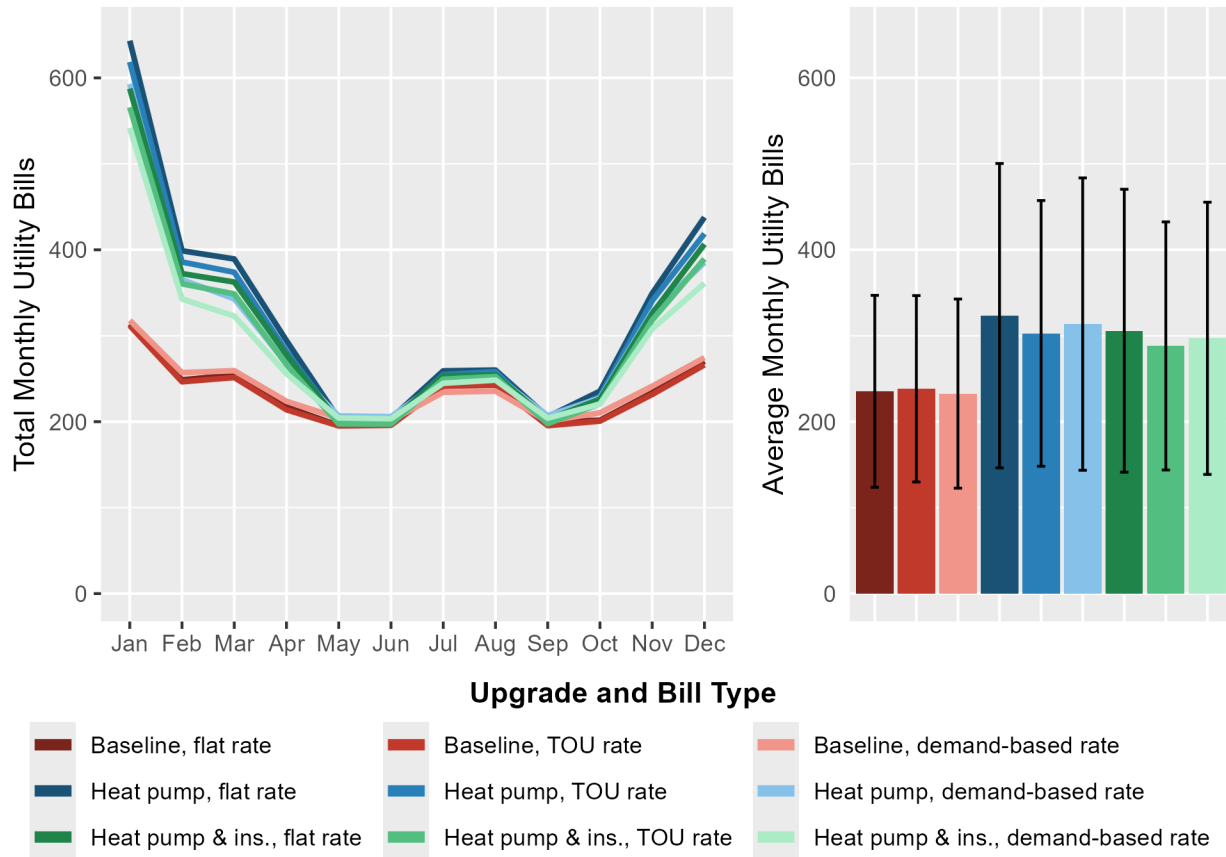 Total Monthly Utility Bills
600
400
200
0
Jan Feb Mar Apr May Jun Jul Aug Sep Oct Nov Dec
Average Monthly Utility Bills
600
400
200
0
Upgrade and Bill Type
Baseline, flat rate
Baseline, TOU rate
Baseline, demand-based rate
Heat pump, flat rate
Heat pump, TOU rate
Heat pump, demand-based rate
Heat pump & ins., flat rate
Heat pump & ins., TOU rate
Heat pump & ins., demand-based rate